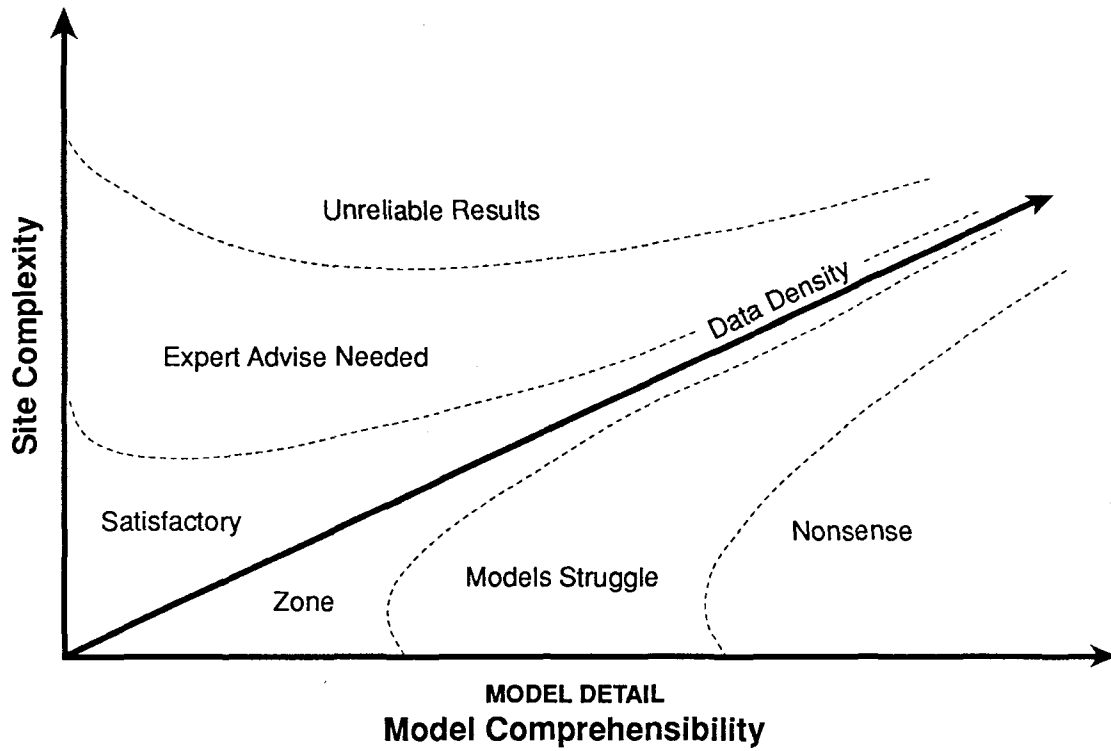 Unreliable Results
Site Complexity
Data Density
Expert Advise Needed
Satisfactory
Nonsense
Models Struggle
Zone
MODEL DETAIL
Model Comprehensibility